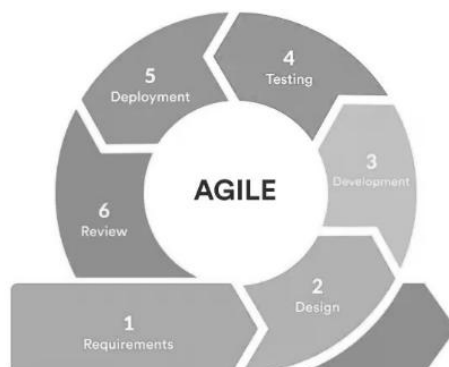 1
Requirements
2
Design
3
Development
4
Testing
5
Deployment
6
Review
AGILE